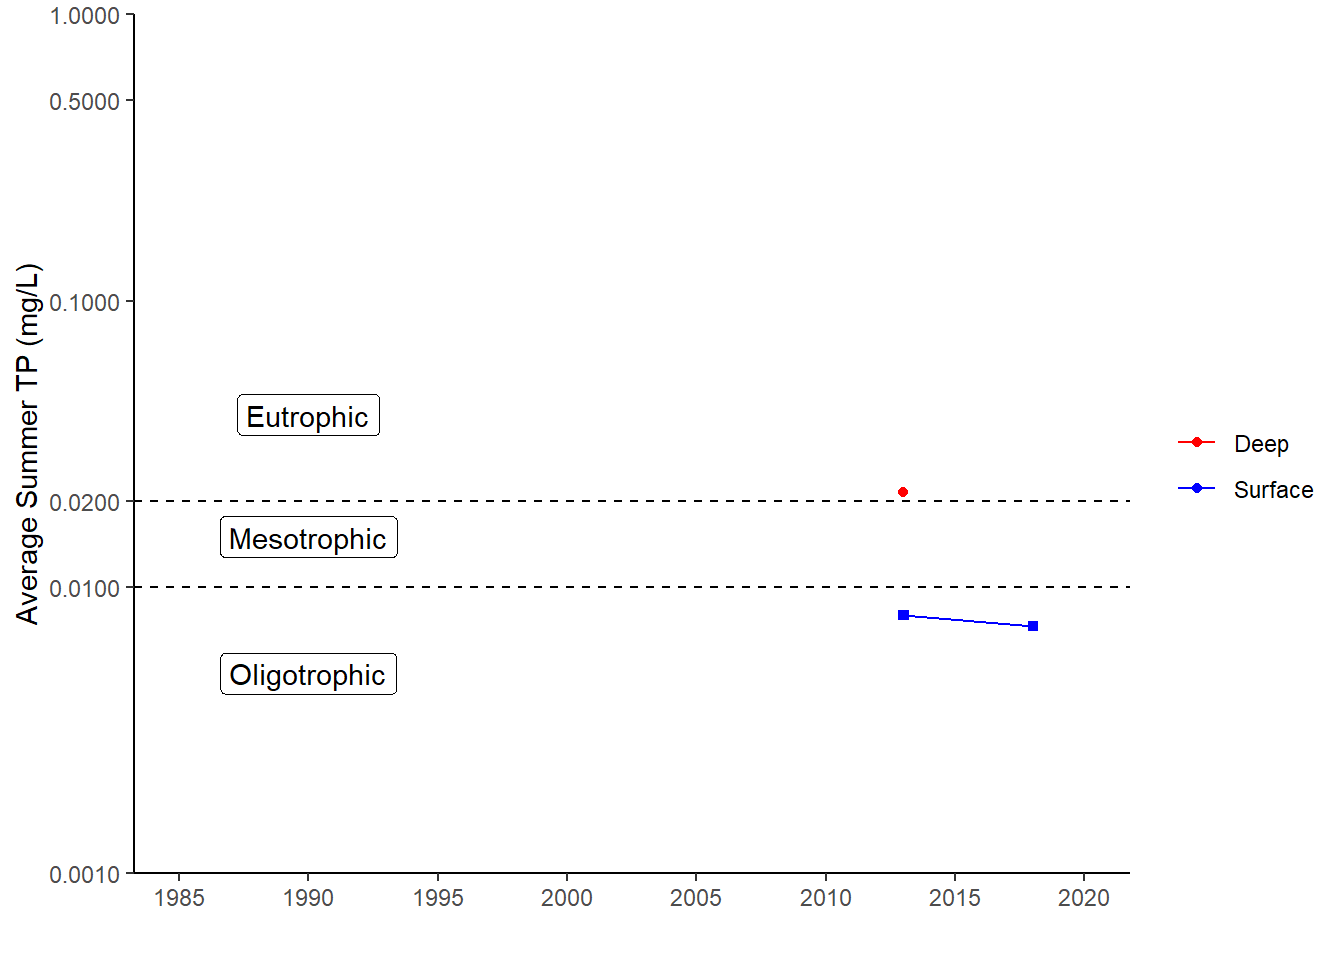 Average Summer TP (mg/L)
1.0000
0.5000
0.1000
0.0200
0.0100
0.0010
Eutrophic
Mesotrophic
Oligotrophic
1985 1990 1995 2000 2005 2010 2015 2020
Deep
Surface